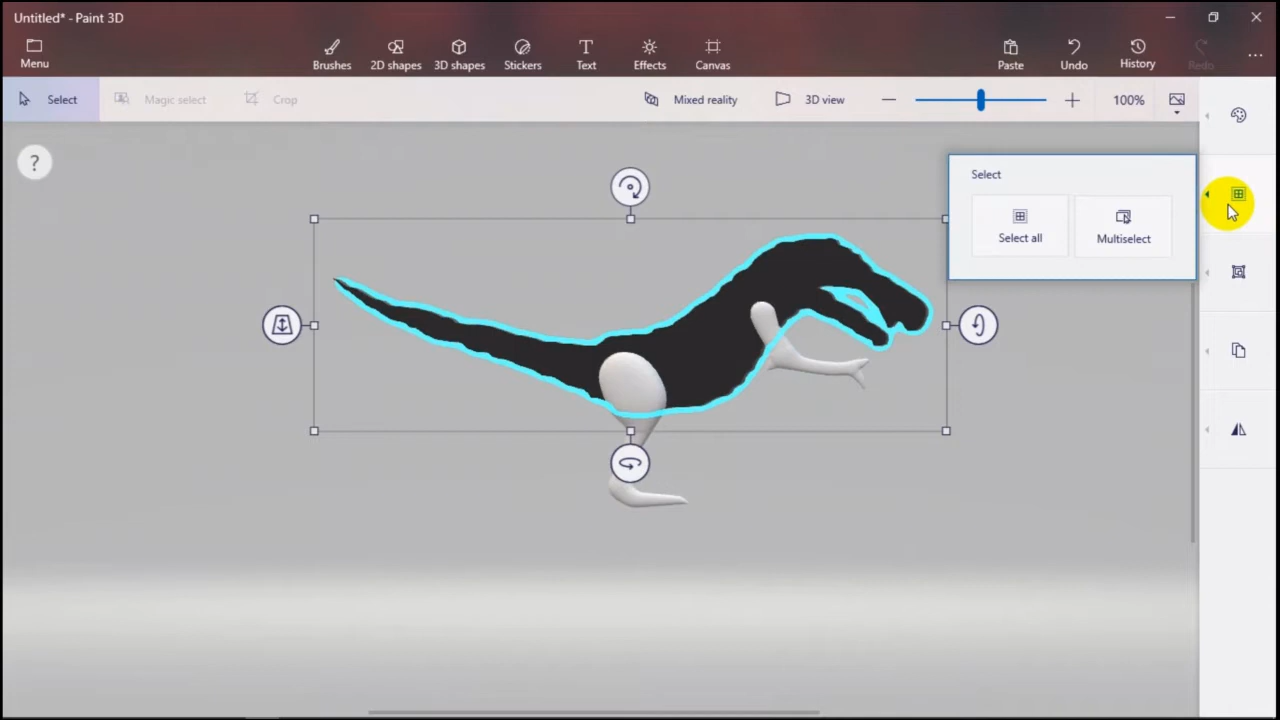 Untitled* - Paint 3D
Menu
Brushes
2D shapes
3D shapes
Stickers
Text
Effects
Canvas
Paste
Undo
History
Redo
Select
Magic select
Crop
Mixed reality
3D view
100%
?
Select
Select all
Multiselect